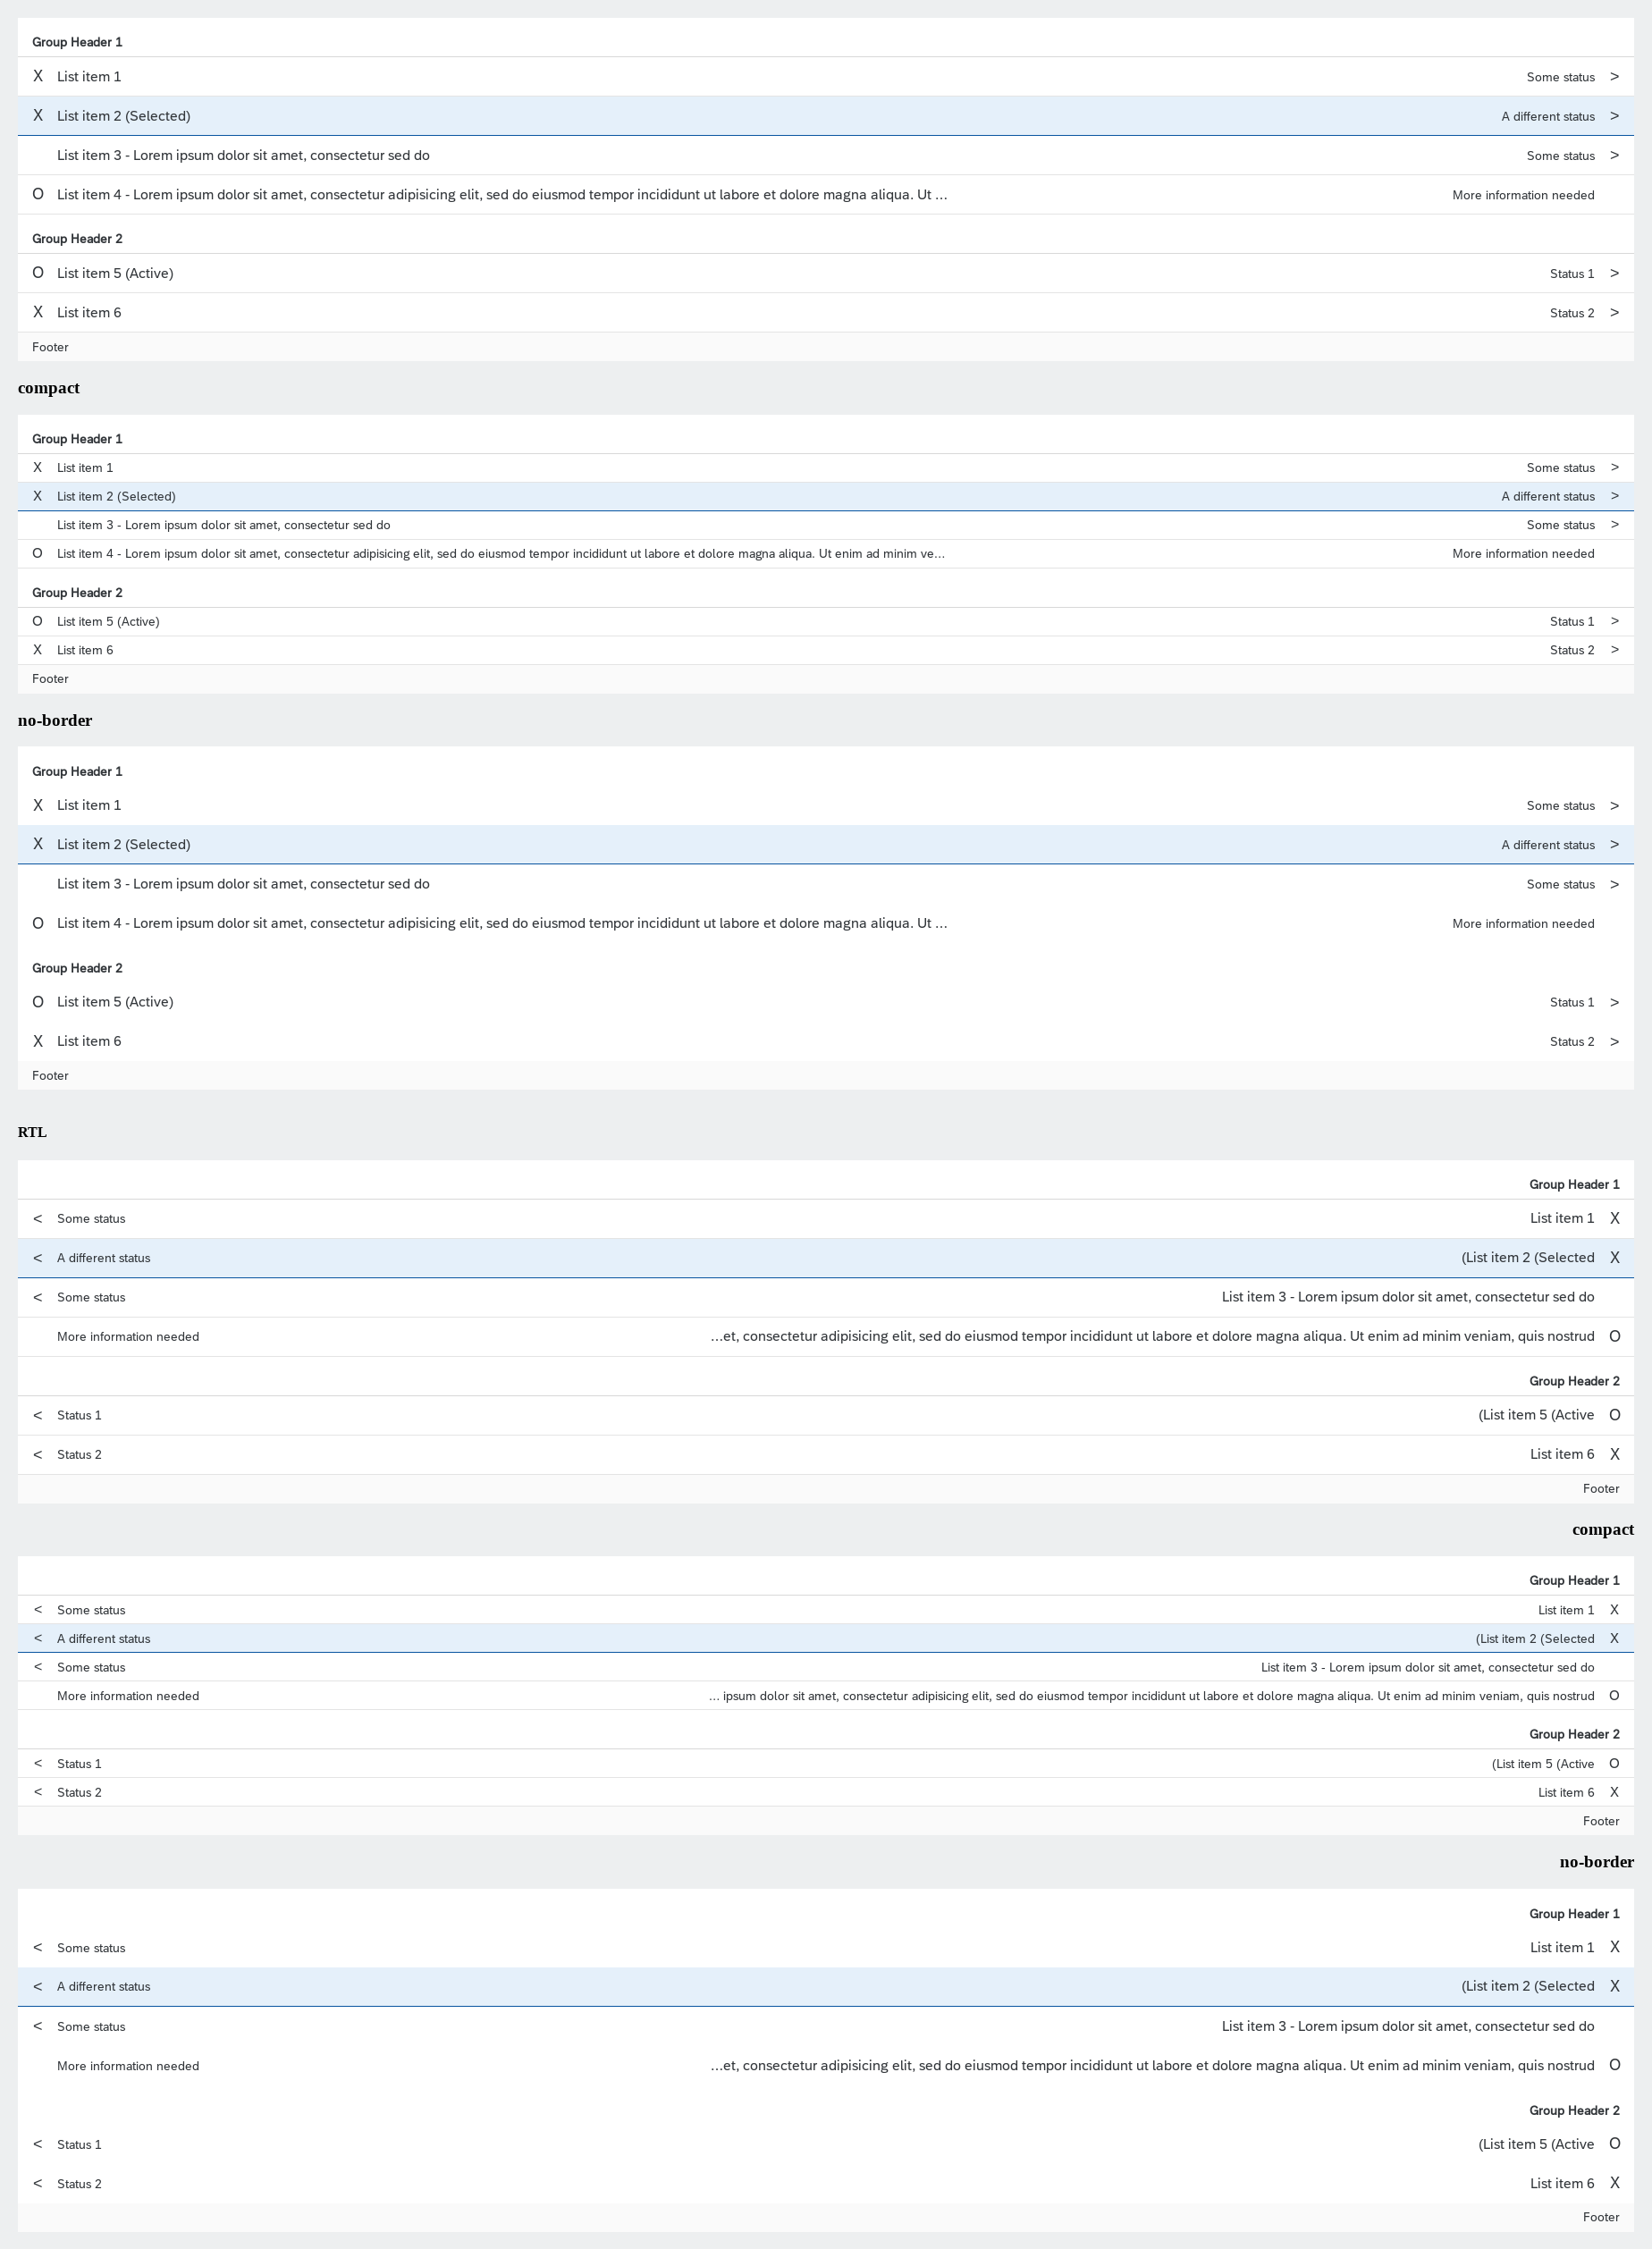 Group Header 1
X List item 1 Some status >
X List item 2 (Selected) A different status >
List item 3 - Lorem ipsum dolor sit amet, consectetur sed do Some status >
O List item 4 - Lorem ipsum dolor sit amet, consectetur adipisicing elit, sed do eiusmod tempor incididunt ut labore et dolore magna aliqua. Ut ... More information needed
Group Header 2
O List item 5 (Active) Status 1 >
X List item 6 Status 2 >
Footer
compact
Group Header 1
X List item 1 Some status >
X List item 2 (Selected) A different status >
List item 3 - Lorem ipsum dolor sit amet, consectetur sed do Some status >
O List item 4 - Lorem ipsum dolor sit amet, consectetur adipisicing elit, sed do eiusmod tempor incididunt ut labore et dolore magna aliqua. Ut enim ad minim ve... More information needed
Group Header 2
O List item 5 (Active) Status 1 >
X List item 6 Status 2 >
Footer
no-border
Group Header 1
X List item 1 Some status >
X List item 2 (Selected) A different status >
List item 3 - Lorem ipsum dolor sit amet, consectetur sed do Some status >
O List item 4 - Lorem ipsum dolor sit amet, consectetur adipisicing elit, sed do eiusmod tempor incididunt ut labore et dolore magna aliqua. Ut ... More information needed
Group Header 2
O List item 5 (Active) Status 1 >
X List item 6 Status 2 >
Footer
RTL
Group Header 1
< Some status List item 1 X
< A different status (List item 2 (Selected X
< Some status List item 3 - Lorem ipsum dolor sit amet, consectetur sed do
More information needed ...et, consectetur adipisicing elit, sed do eiusmod tempor incididunt ut labore et dolore magna aliqua. Ut enim ad minim veniam, quis nostrud O
Group Header 2
< Status 1 (List item 5 (Active O
< Status 2 List item 6 X
Footer
compact
Group Header 1
< Some status List item 1 X
< A different status (List item 2 (Selected X
< Some status List item 3 - Lorem ipsum dolor sit amet, consectetur sed do
More information needed ... ipsum dolor sit amet, consectetur adipisicing elit, sed do eiusmod tempor incididunt ut labore et dolore magna aliqua. Ut enim ad minim veniam, quis nostrud O
Group Header 2
< Status 1 (List item 5 (Active O
< Status 2 List item 6 X
Footer
no-border
Group Header 1
< Some status List item 1 X
< A different status (List item 2 (Selected X
< Some status List item 3 - Lorem ipsum dolor sit amet, consectetur sed do
More information needed ...et, consectetur adipisicing elit, sed do eiusmod tempor incididunt ut labore et dolore magna aliqua. Ut enim ad minim veniam, quis nostrud O
Group Header 2
< Status 1 (List item 5 (Active O
< Status 2 List item 6 X
Footer